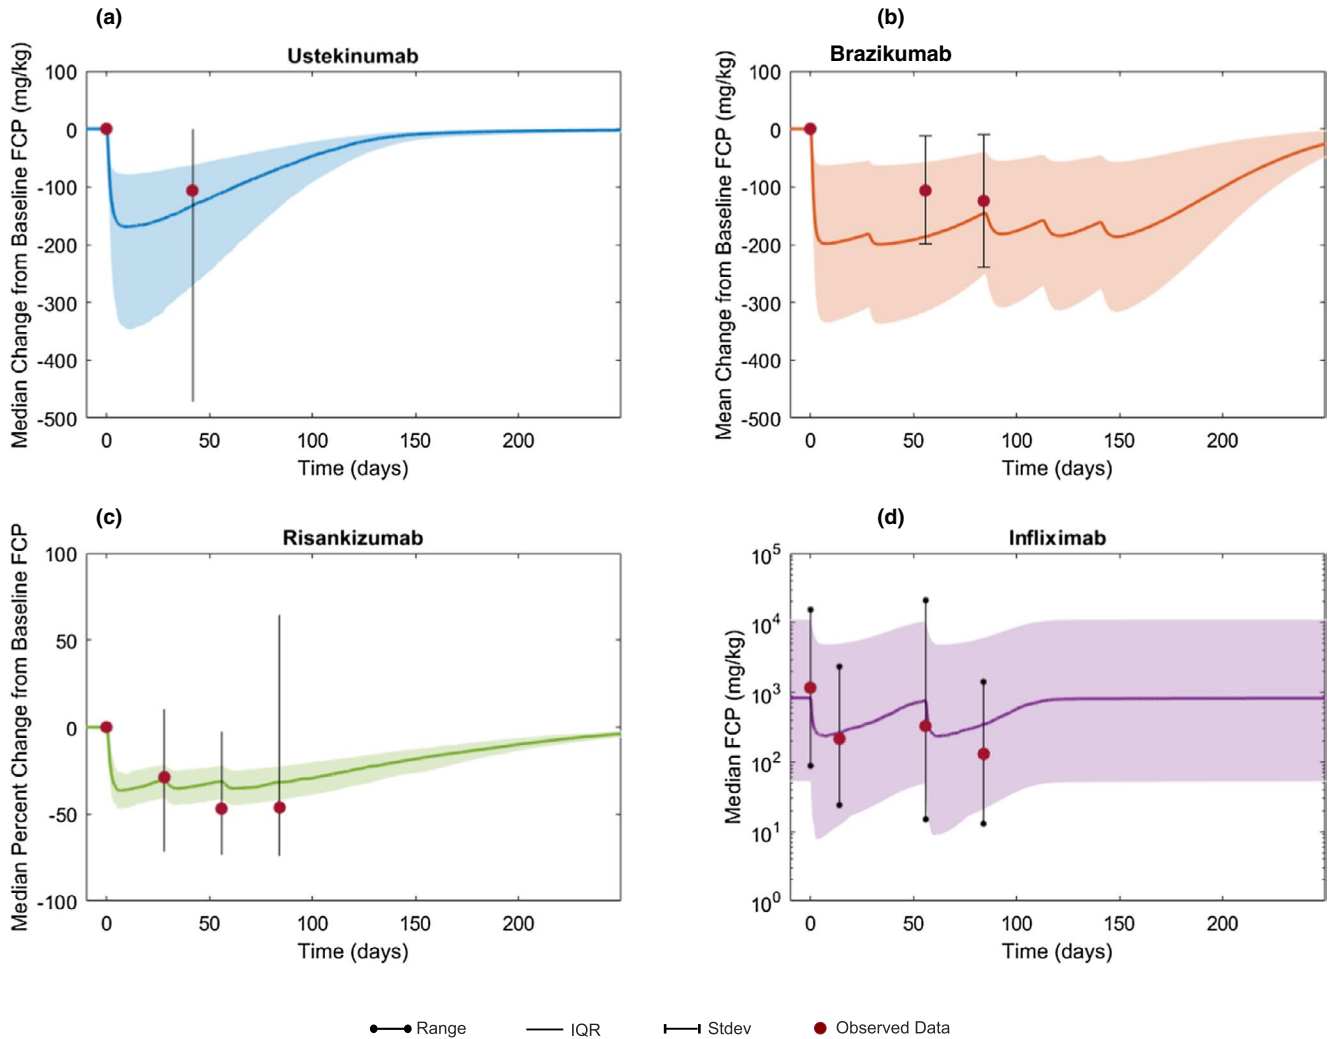 (a)
Ustekinumab
Median Change from Baseline FCP (mg/kg)
100
0
-100
-200
-300
-400
-500
0 50 100 150 200
Time (days)
(b)
Brazikumab
Mean Change from Baseline FCP (mg/kg)
100
0
-100
-200
-300
-400
-500
0 50 100 150 200
Time (days)
(c)
Risankizumab
Median Percent Change from Baseline FCP
100
50
0
-50
-100
0 50 100 150 200
Time (days)
(d)
Infliximab
Median FCP (mg/kg)
10^5
10^4
10^3
10^2
10^1
10^0
0 50 100 150 200
Time (days)
Range IQR Stdev Observed Data